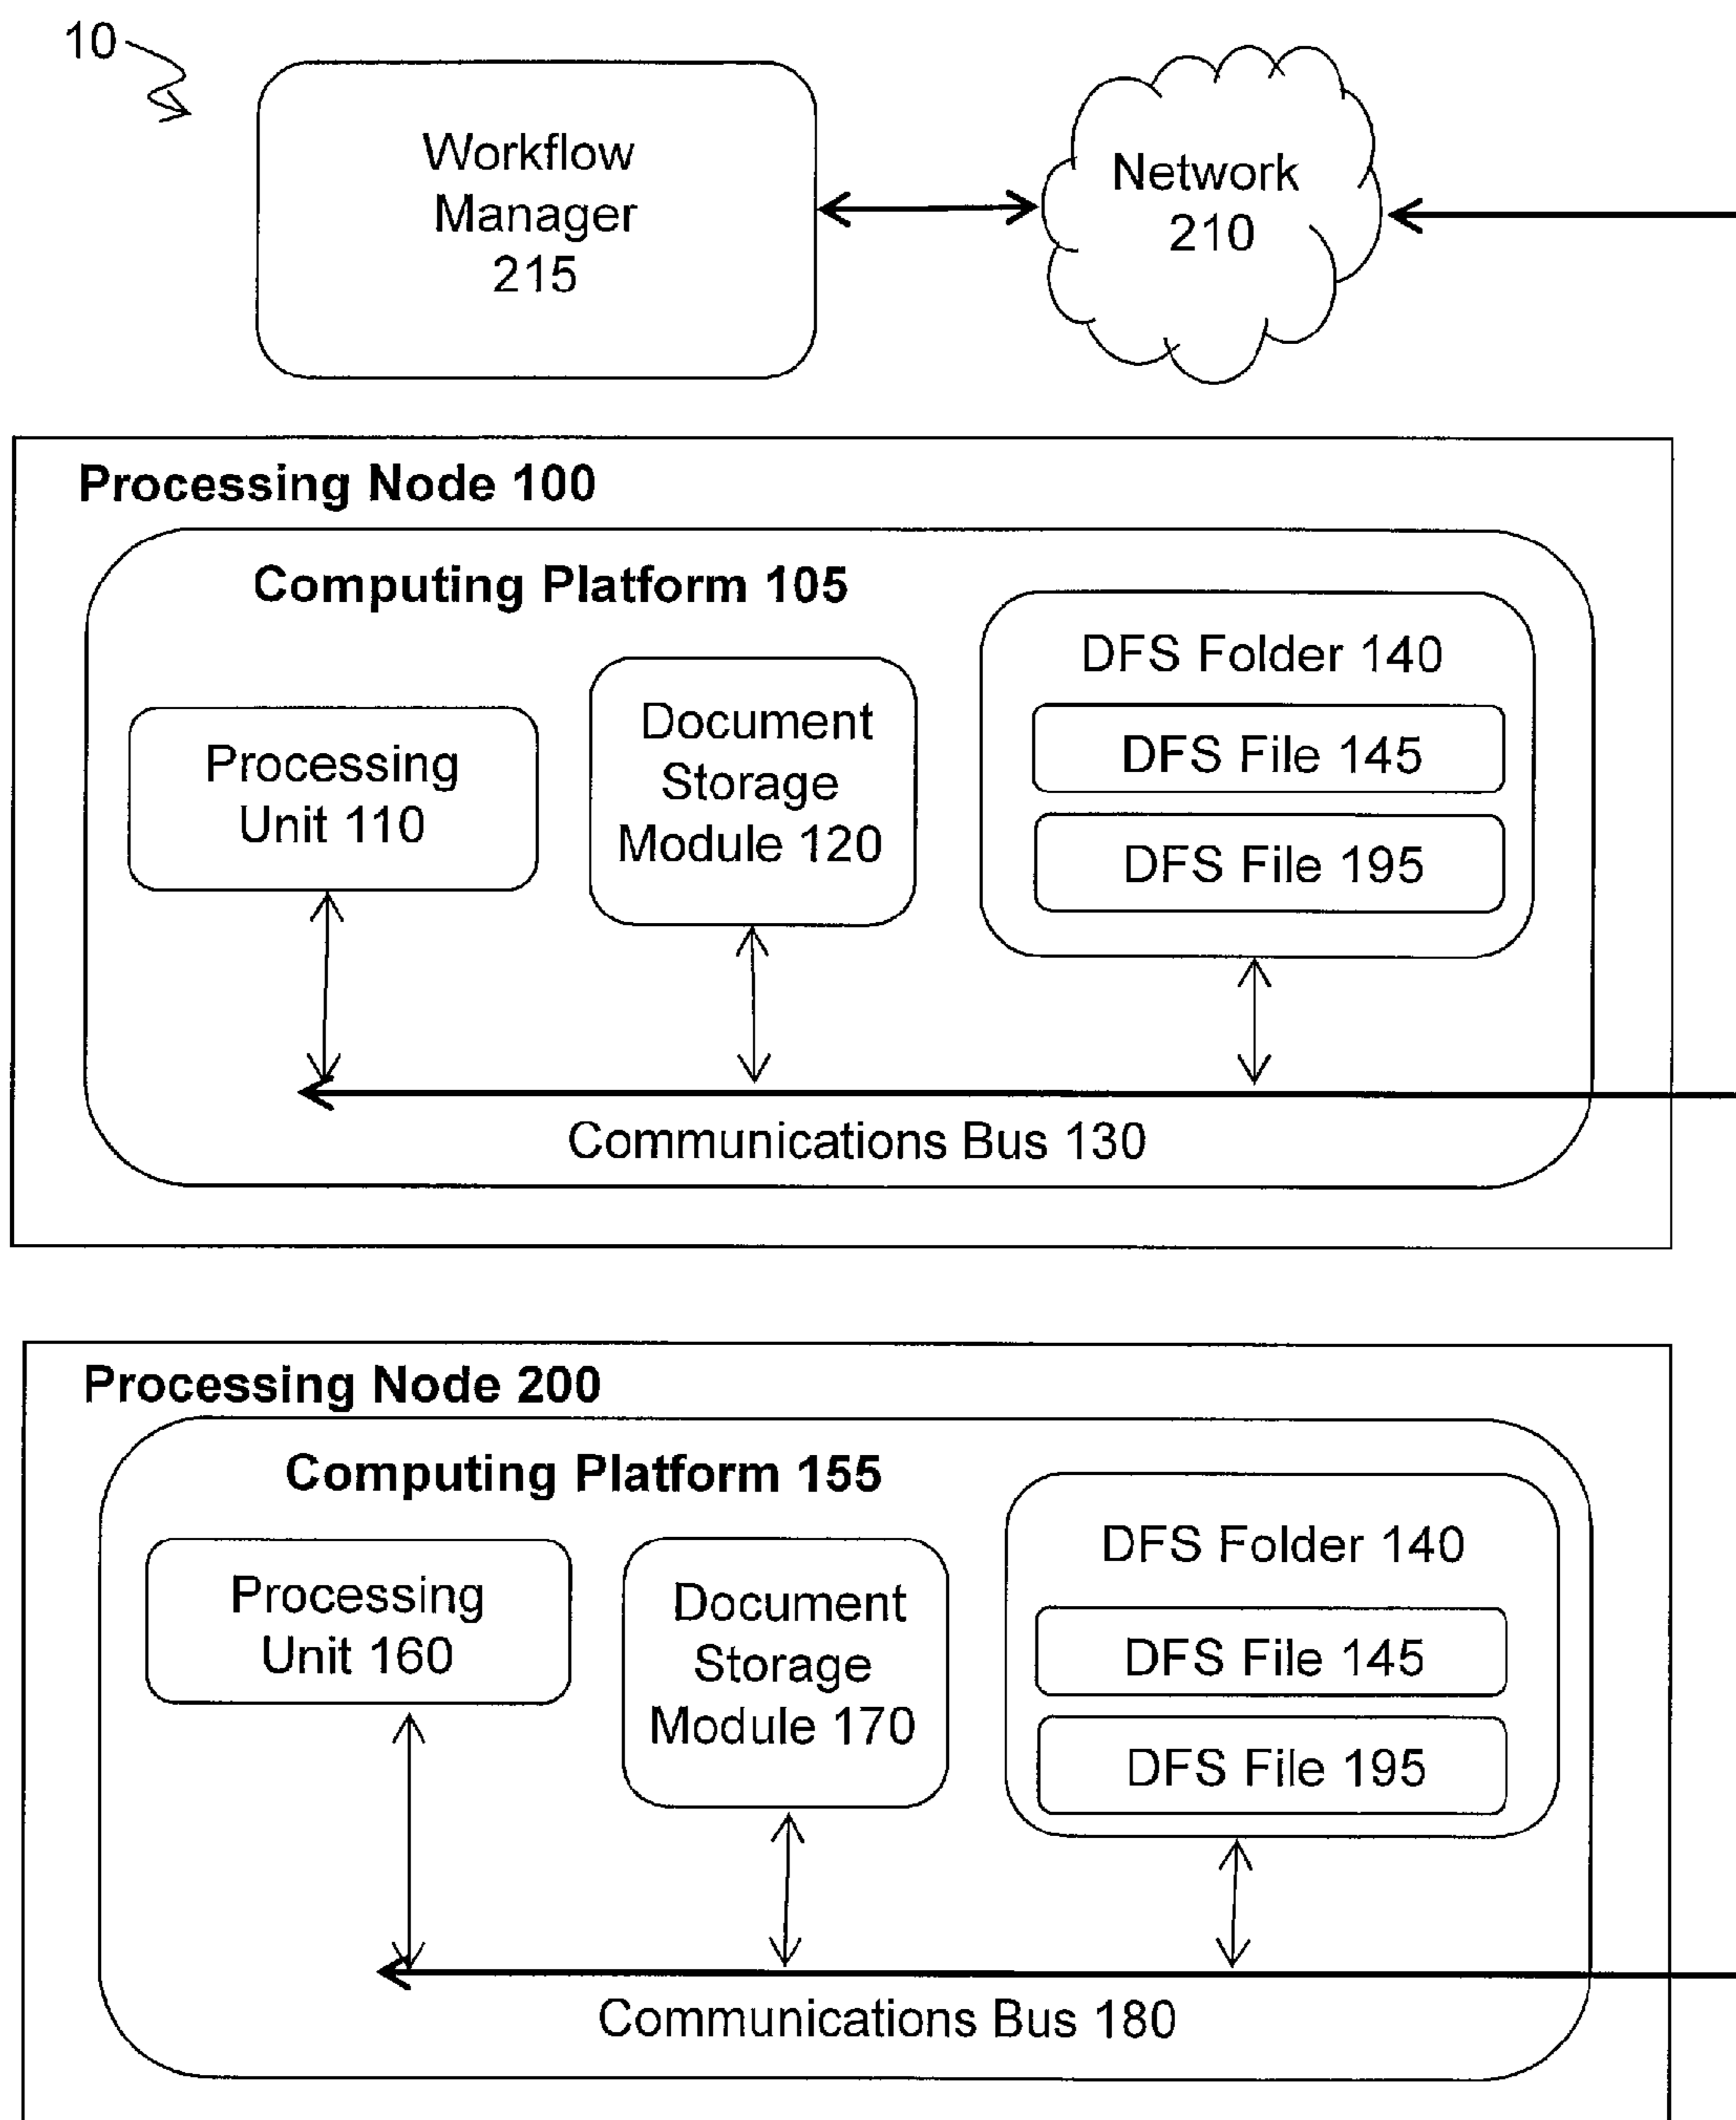 10
Workflow
Manager
215
Network
210
Processing Node 100
Computing Platform 105
Processing
Unit 110
Document
Storage
Module 120
DFS Folder 140
DFS File 145
DFS File 195
Communications Bus 130
Processing Node 200
Computing Platform 155
Processing
Unit 160
Document
Storage
Module 170
DFS Folder 140
DFS File 145
DFS File 195
Communications Bus 180